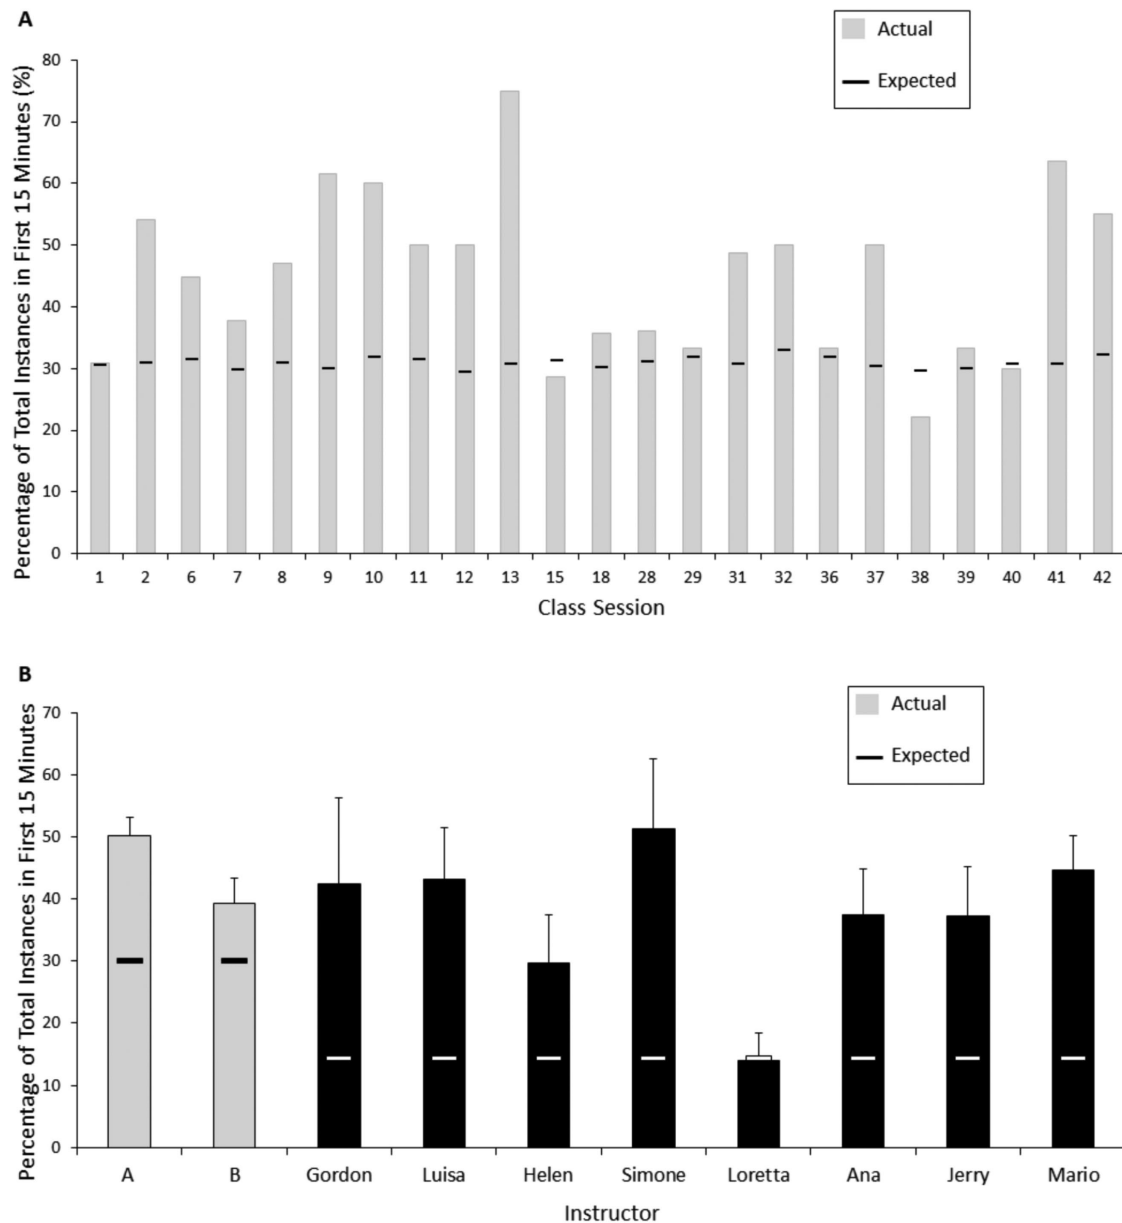 A
Actual
Expected
Percentage of Total Instances in First 15 Minutes (%)
80
70
60
50
40
30
20
10
0
1 2 6 7 8 9 10 11 12 13 15 18 28 29 31 32 36 37 38 39 40 41 42
Class Session
B
Actual
Expected
Percentage of Total Instances in First 15 Minutes
70
60
50
40
30
20
10
0
A B Gordon Luisa Helen Simone Loretta Ana Jerry Mario
Instructor